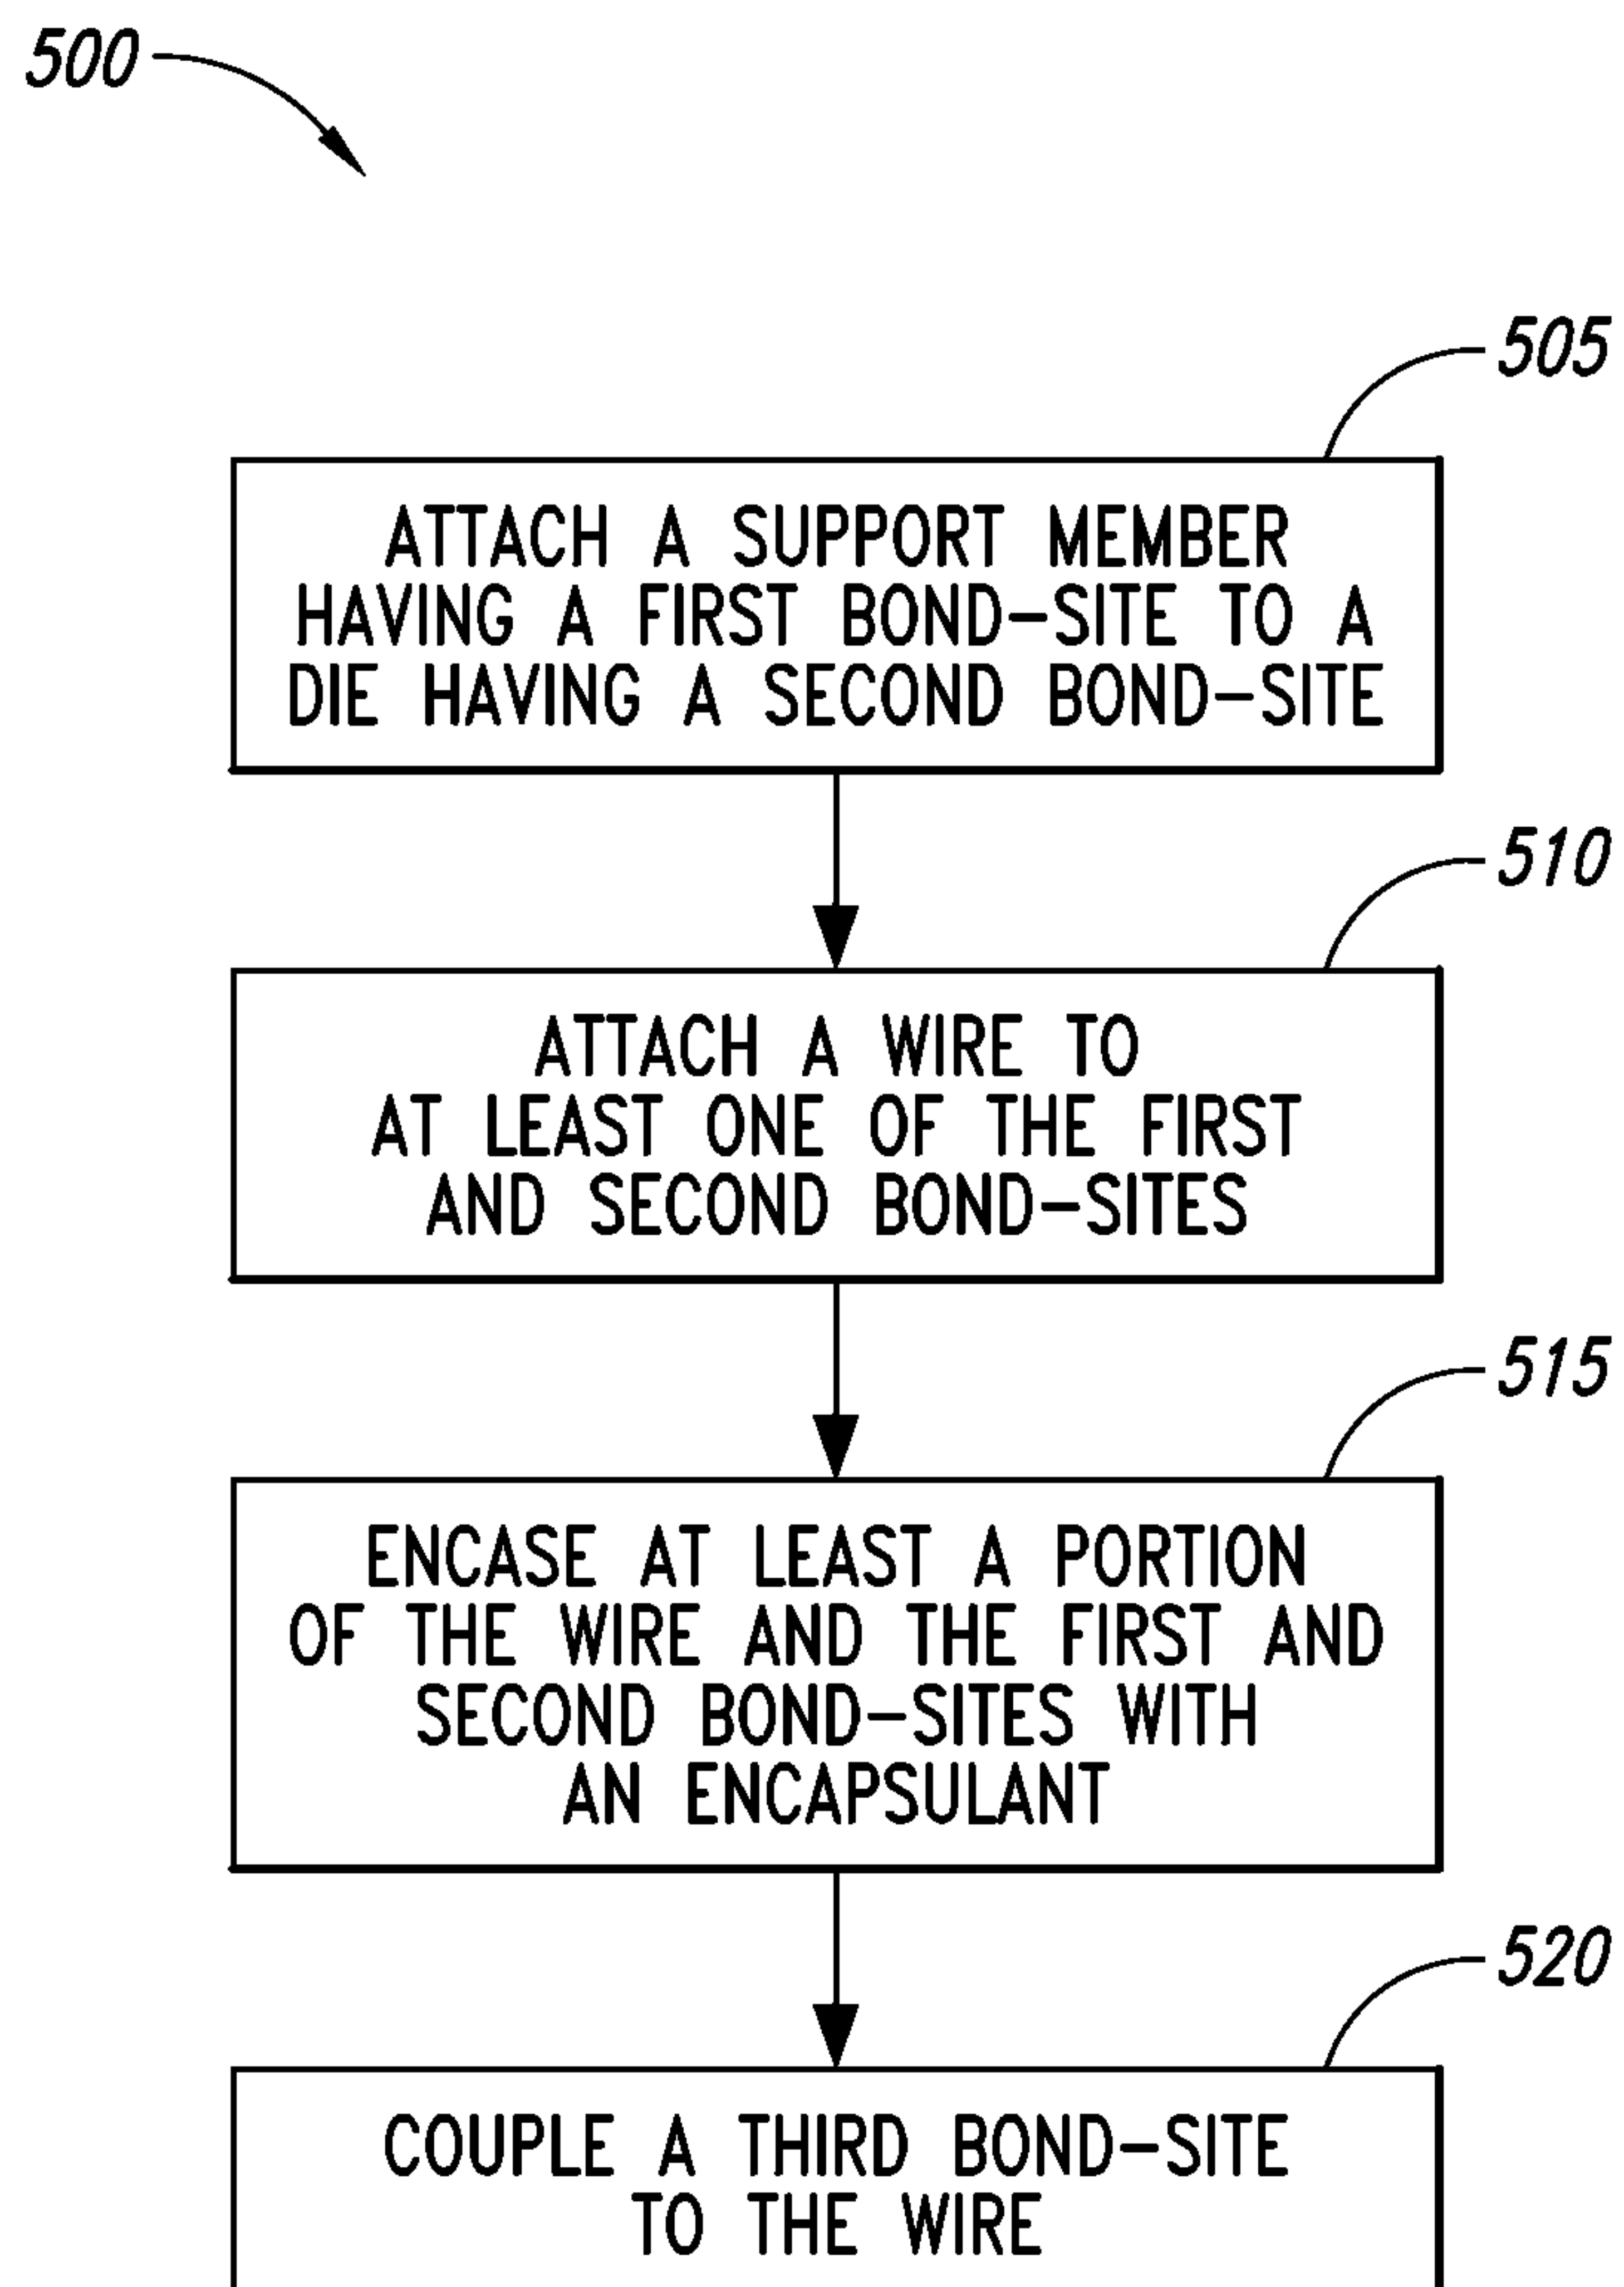 500
505
ATTACH A SUPPORT MEMBER
HAVING A FIRST BOND-SITE TO A
DIE HAVING A SECOND BOND-SITE
510
ATTACH A WIRE TO
AT LEAST ONE OF THE FIRST
AND SECOND BOND-SITES
515
ENCASE AT LEAST A PORTION
OF THE WIRE AND THE FIRST AND
SECOND BOND-SITES WITH
AN ENCAPSULANT
520
COUPLE A THIRD BOND-SITE
TO THE WIRE